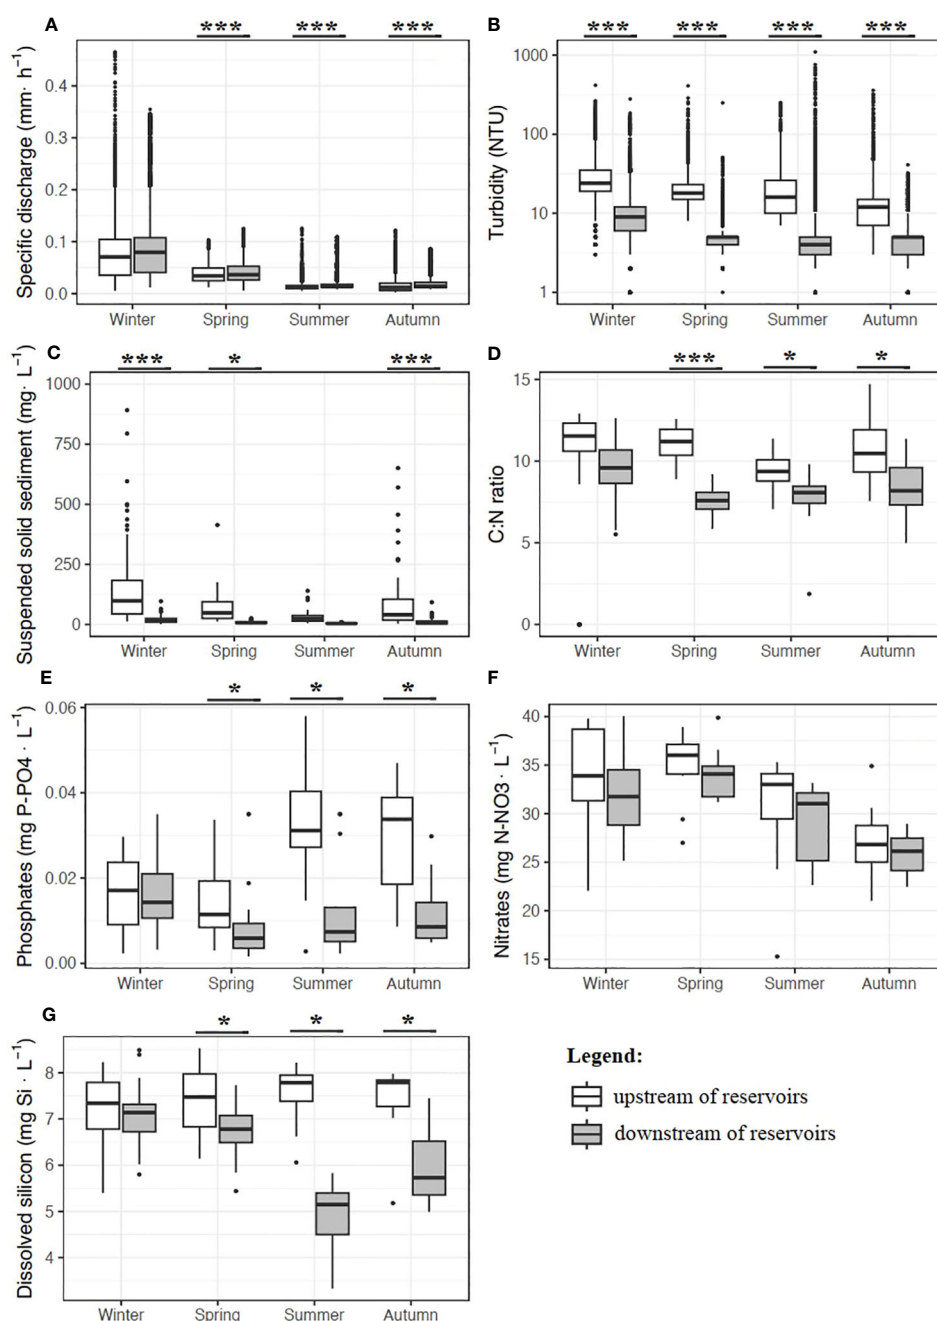 A
*** *** ***
Specific discharge (mm· h⁻¹)
0.4
0.3
0.2
0.1
0.0
Winter Spring Summer Autumn
B
*** *** *** ***
Turbidity (NTU)
1000
100
10
1
Winter Spring Summer Autumn
C
*** * ***
Suspended solid sediment (mg· L⁻¹)
1000
750
500
250
0
Winter Spring Summer Autumn
D
*** * *
C:N ratio
15
10
5
0
Winter Spring Summer Autumn
E
* * *
Phosphates (mg P-PO4 · L⁻¹)
0.06
0.04
0.02
0.00
Winter Spring Summer Autumn
F
Nitrates (mg N-NO3 · L⁻¹)
40
35
30
25
20
15
Winter Spring Summer Autumn
G
* * *
Dissolved silicon (mg Si · L⁻¹)
8
7
6
5
4
Winter Spring Summer Autumn
Legend:
upstream of reservoirs
downstream of reservoirs